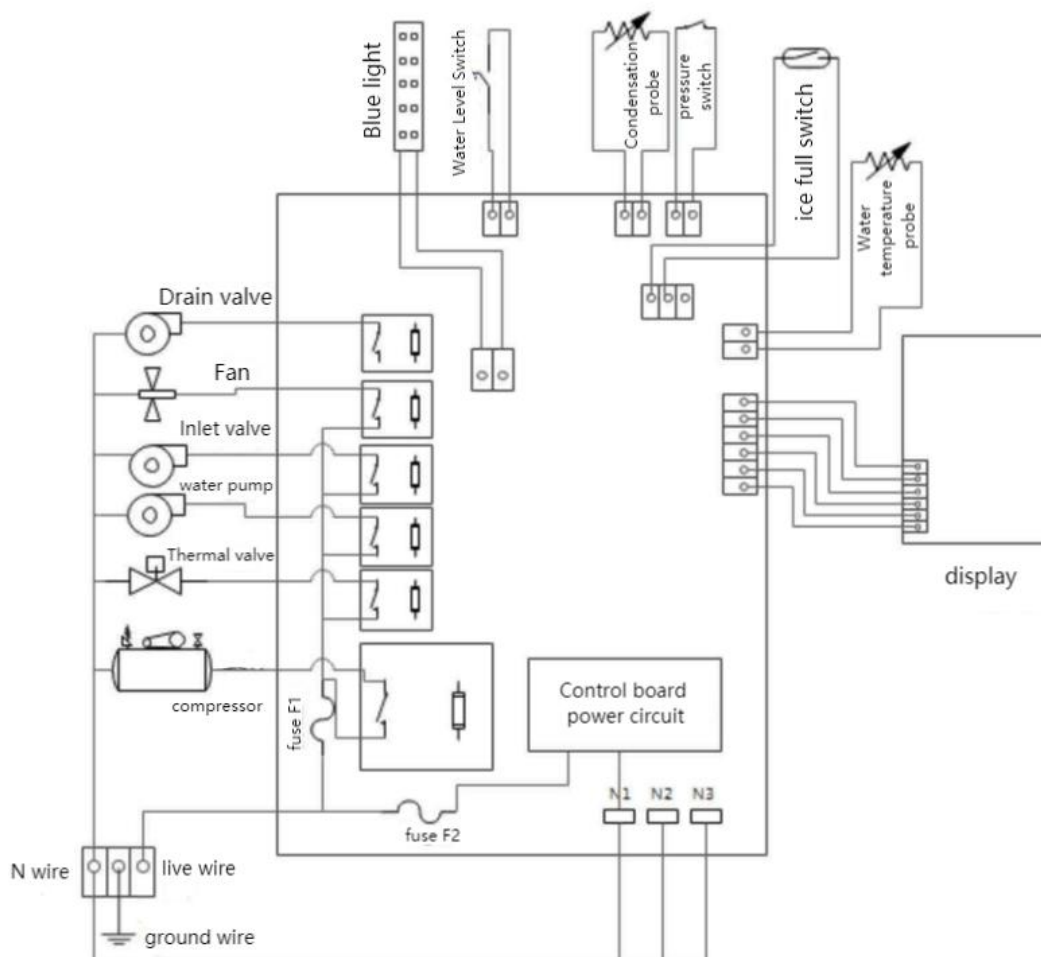 Blue light
Water Level Switch
Condensation
probe
pressure
switch
ice full switch
Water
temperature
probe
Drain valve
Fan
Inlet valve
water pump
Thermal valve
compressor
fuse F1
Control board
power circuit
N1 N2 N3
fuse F2
display
N wire
live wire
ground wire